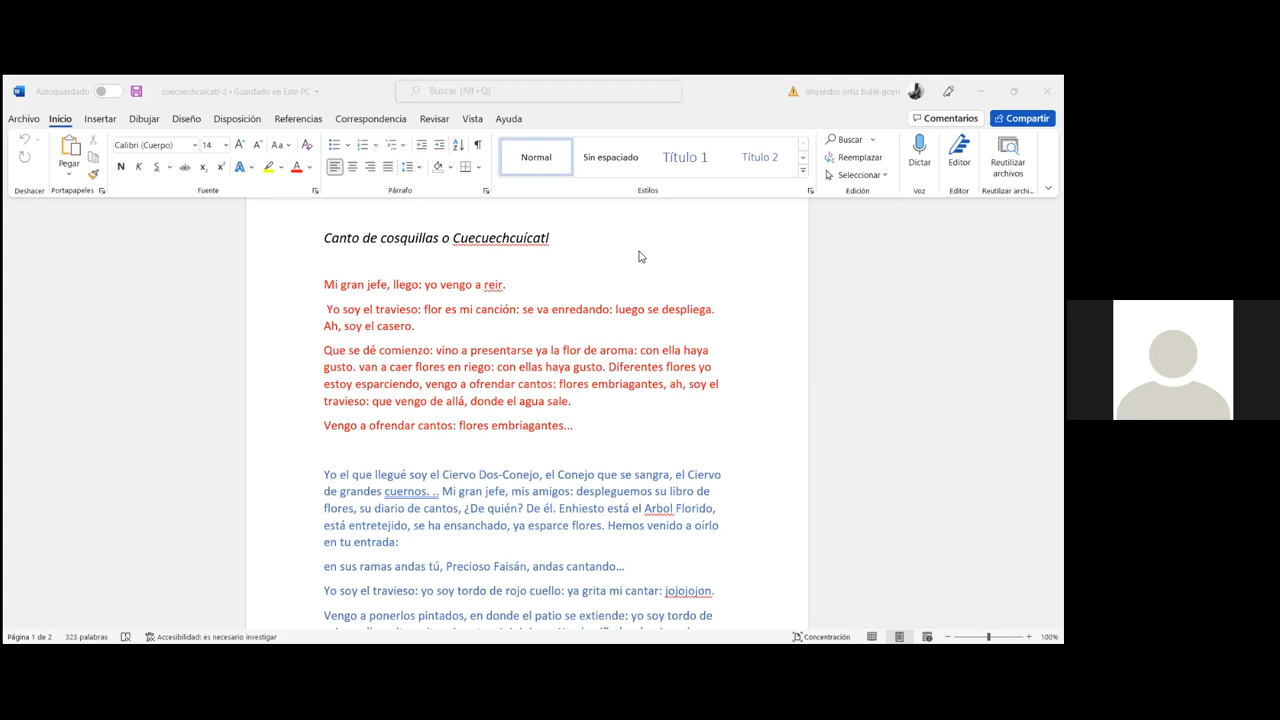 Autoguardado
cuecuechcuicatl-2 • Guardado en Este PC
Buscar (Alt+Q)
alejandro ortiz bullé goyri
Archivo Inicio Insertar Dibujar Diseño Disposición Referencias Correspondencia Revisar Vista Ayuda
Comentarios Compartir
Pegar
Calibri (Cuerpo) 14
Normal Sin espaciado Título 1 Título 2
Buscar
Reemplazar
Seleccionar
Dictar Editor Reutilizar archivos
Deshacer Portapapeles Fuente Párrafo Estilos Edición Voz Editor Reutilizar archi...
Canto de cosquillas o Cuecuechcuícatl
Mi gran jefe, llego: yo vengo a reir.
Yo soy el travieso: flor es mi canción: se va enredando: luego se despliega.
Ah, soy el casero.
Que se dé comienzo: vino a presentarse ya la flor de aroma: con ella haya
gusto. van a caer flores en riego: con ellas haya gusto. Diferentes flores yo
estoy esparciendo, vengo a ofrendar cantos: flores embriagantes, ah, soy el
travieso: que vengo de allá, donde el agua sale.
Vengo a ofrendar cantos: flores embriagantes...
Yo el que llegué soy el Ciervo Dos-Conejo, el Conejo que se sangra, el Ciervo
de grandes cuernos. .. Mi gran jefe, mis amigos: despleguemos su libro de
flores, su diario de cantos, ¿De quién? De él. Enhiesto está el Arbol Florido,
está entretejido, se ha ensanchado, ya esparce flores. Hemos venido a oírlo
en tu entrada:
en sus ramas andas tú, Precioso Faisán, andas cantando...
Yo soy el travieso: yo soy tordo de rojo cuello: ya grita mi cantar: jojojojon.
Vengo a ponerlos pintados, en donde el patio se extiende: yo soy tordo de
Página 1 de 2 323 palabras Accesibilidad: es necesario investigar Concentración 100%